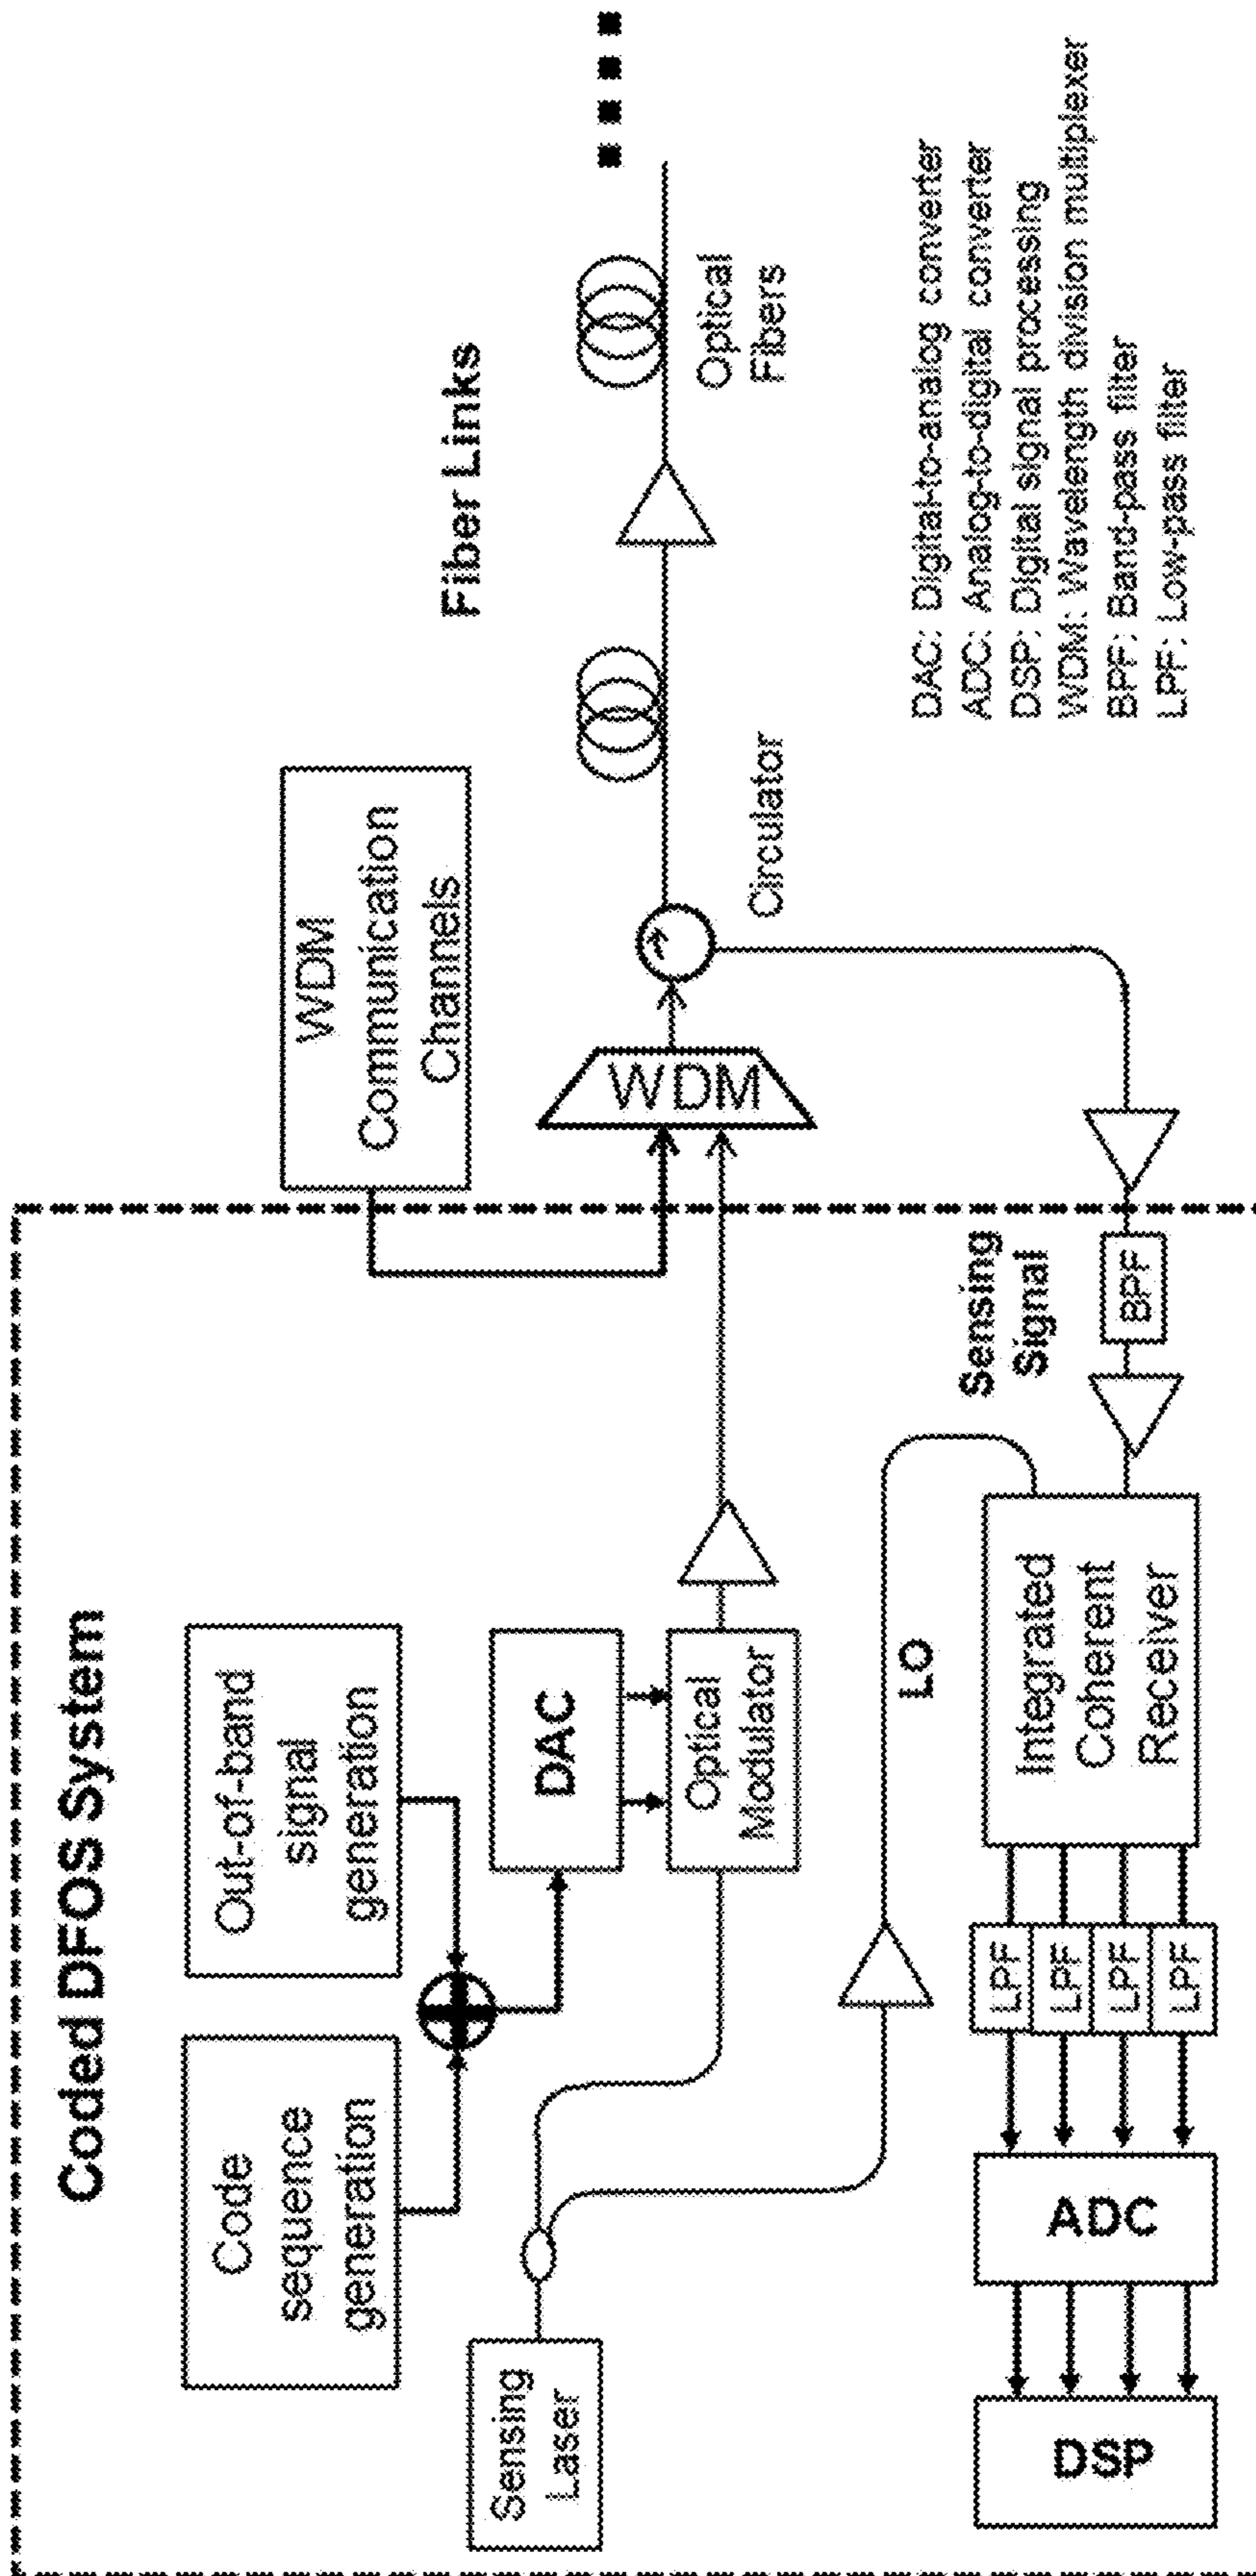 Coded DFOS System
Code
sequence
generation
Out-of-band
signal
generation
WDM
Communication
Channels
Fiber Links
Sensing
Laser
DAC
Optical
Modulator
WDM
Circulator
Optical
Fibers
LO
Sensing
Signal
DSP
ADC
LPF
LPF
LPF
LPF
Integrated
Coherent
Receiver
BPF
DAC: Digital-to-analog converter
ADC: Analog-to-digital converter
DSP: Digital signal processing
WDM: Wavelength division multiplexer
BPF: Band-pass filter
LPF: Low-pass filter